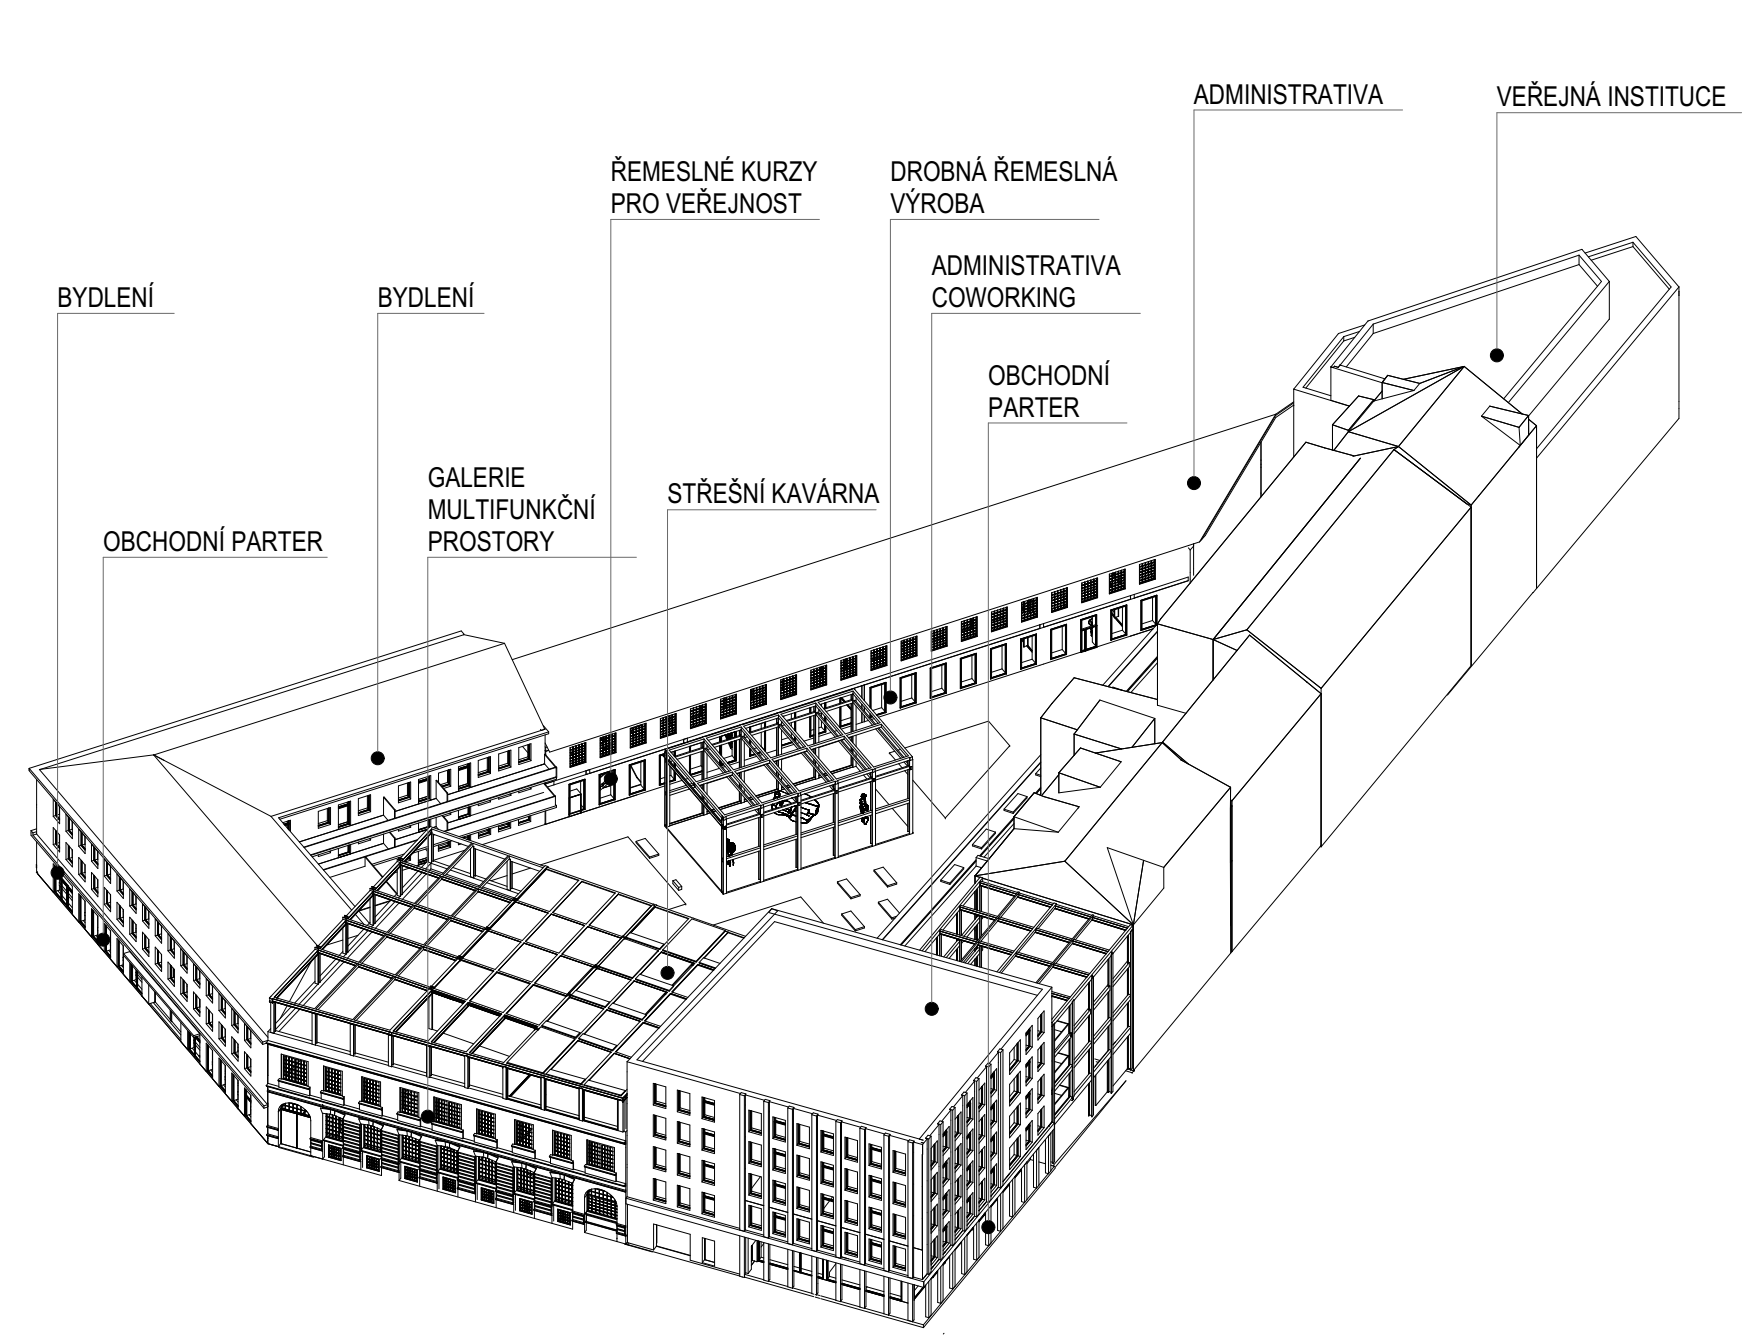 ADMINISTRATIVA
VEŘEJNÁ INSTITUCE
ŘEMESLNÉ KURZY
PRO VEŘEJNOST
DROBNÁ ŘEMESLNÁ
VÝROBA
ADMINISTRATIVA
COWORKING
BYDLENÍ
BYDLENÍ
OBCHODNÍ
PARTER
GALERIE
MULTIFUNKČNÍ
PROSTORY
STŘEŠNÍ KAVÁRNA
OBCHODNÍ PARTER